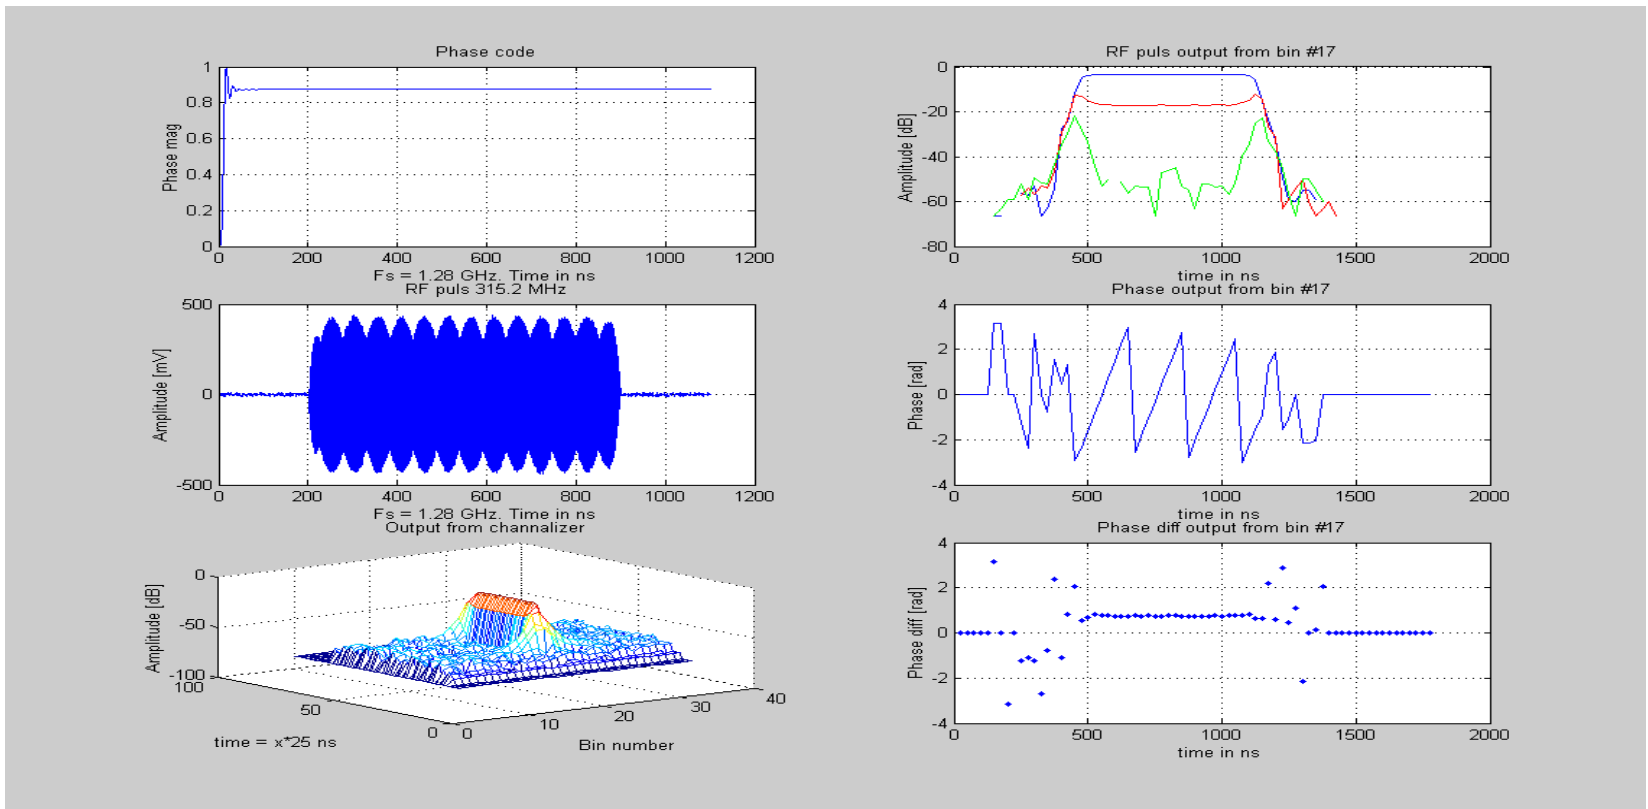 Phase code
Phase mag
1
0.8
0.6
0.4
0.2
0
0 200 400 600 800 1000 1200
Fs = 1.28 GHz. Time in ns
RF puls 315.2 MHz
Amplitude [mV]
500
0
-500
0 200 400 600 800 1000 1200
Fs = 1.28 GHz. Time in ns
Output from channalizer
Amplitude [dB]
0
-50
-100
100
50
0
0
10
20
30
40
time = x*25 ns
Bin number
RF puls output from bin #17
Amplitude [dB]
0
-20
-40
-60
-80
0 500 1000 1500 2000
time in ns
Phase output from bin #17
Phase [rad]
4
2
0
-2
-4
0 500 1000 1500 2000
time in ns
Phase diff output from bin #17
Phase diff [rad]
4
2
0
-2
-4
0 500 1000 1500 2000
time in ns